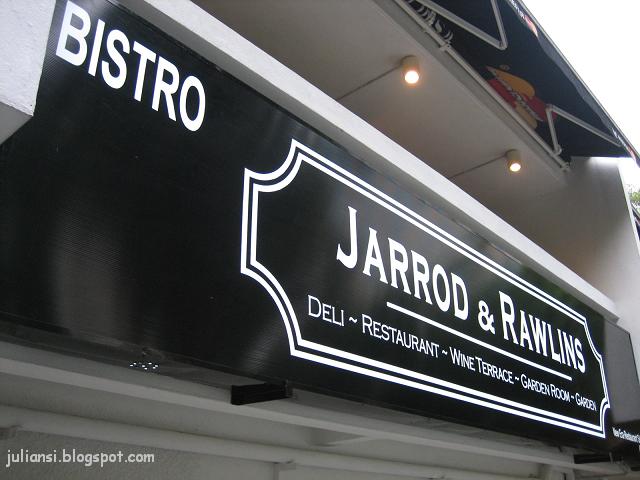 BISTRO
JARROD & RAWLINS
DELI ~ RESTAURANT ~ WINE TERRACE ~ GARDEN ROOM ~ GARDEN
juliansi.blogspot.com